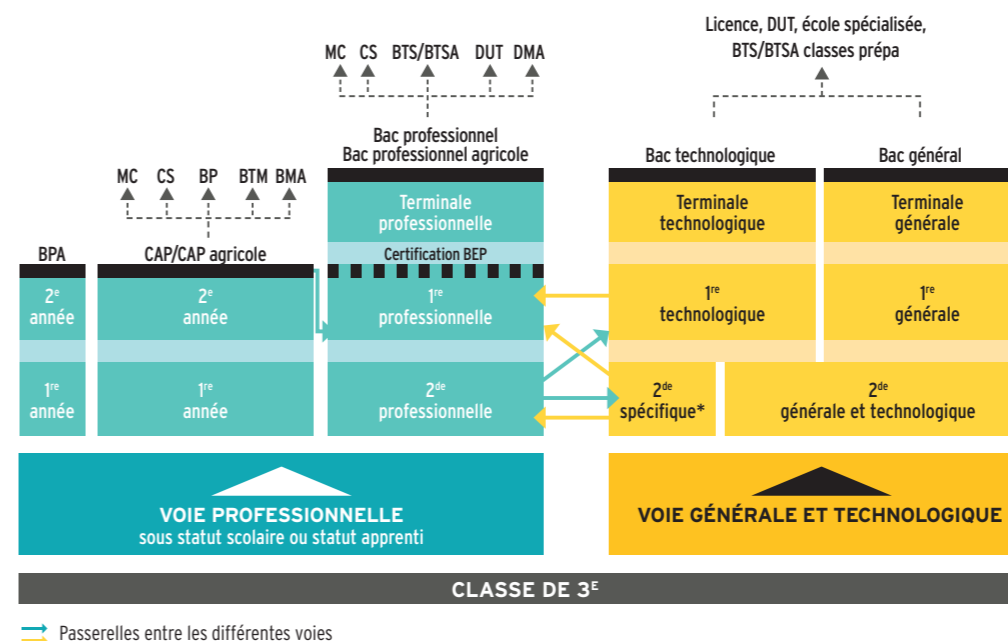 Licence, DUT, école spécialisée,
BTS/BTSA classes prépa
MC CS BTS/BTSA DUT DMA
Bac professionnel
Bac professionnel agricole
Bac technologique
Bac général
MC CS BP BTM BMA
Terminale
professionnelle
Terminale
technologique
Terminale
générale
BPA
CAP/CAP agricole
Certification BEP
2e
année
2e
année
1re
professionnelle
1re
technologique
1re
générale
1re
année
1re
année
2de
professionnelle
2de
spécifique*
2de
générale et technologique
VOIE PROFESSIONNELLE
sous statut scolaire ou statut apprenti
VOIE GÉNÉRALE ET TECHNOLOGIQUE
CLASSE DE 3E
Passerelles entre les différentes voies